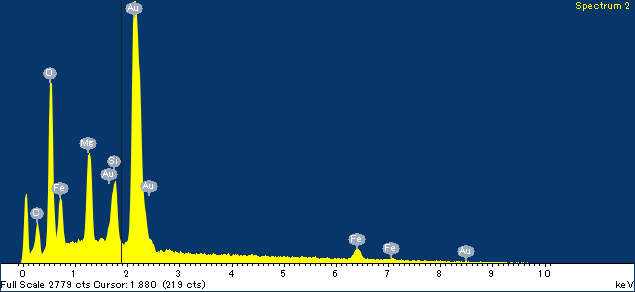 Spectrum 2
Au
O
Mg
Si
Au
Au
Fe
O
Fe
Fe
Au
0 1 2 3 4 5 6 7 8 9 10
Full Scale 2779 cts Cursor: 1.880 (219 cts) keV